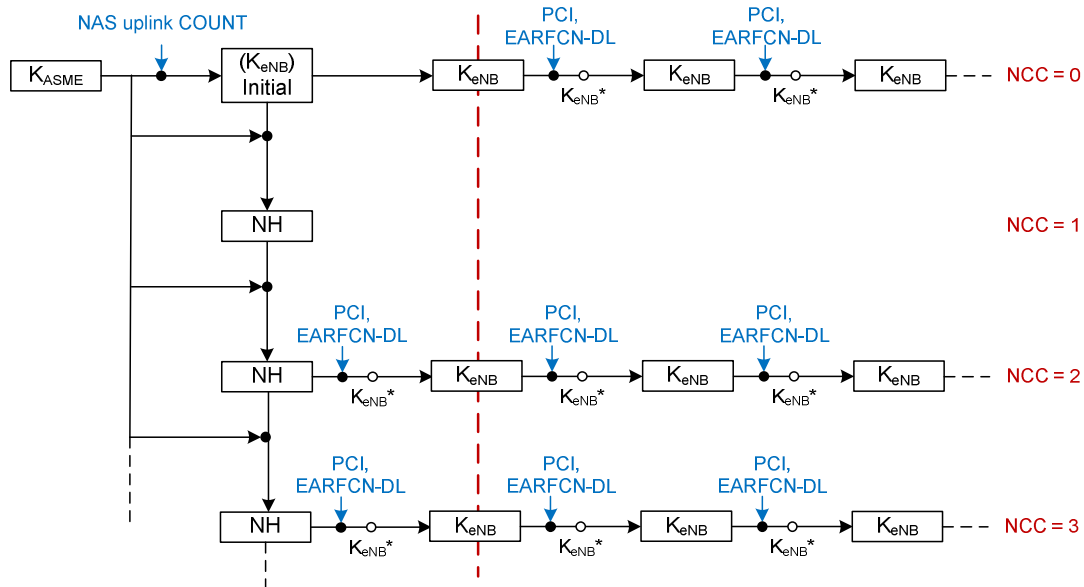 NAS uplink COUNT
PCI,
EARFCN-DL
PCI,
EARFCN-DL
KASME
(KeNB)
Initial
KeNB
KeNB*
KeNB
KeNB*
KeNB
NCC = 0
NH
NCC = 1
PCI,
EARFCN-DL
PCI,
EARFCN-DL
PCI,
EARFCN-DL
NH
KeNB*
KeNB
KeNB*
KeNB
KeNB*
KeNB
NCC = 2
PCI,
EARFCN-DL
PCI,
EARFCN-DL
PCI,
EARFCN-DL
NH
KeNB*
KeNB
KeNB*
KeNB
KeNB*
KeNB
NCC = 3